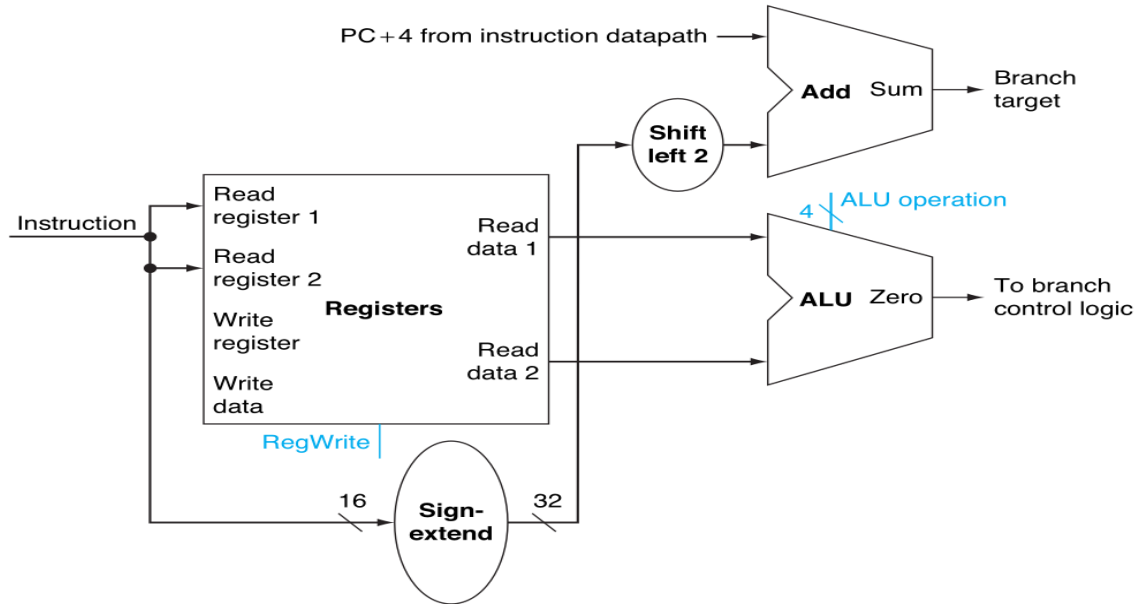 PC+4 from instruction datapath
Add Sum
Branch
target
Shift
left 2
Instruction
Read
register 1
Read
register 2
Registers
Write
register
Write
data
Read
data 1
Read
data 2
RegWrite
4
ALU operation
ALU Zero
To branch
control logic
16
Sign-
extend
32